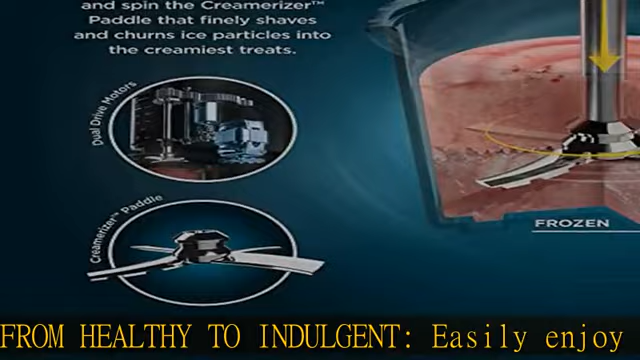 and spin the Creamerizer™
Paddle that finely shaves
and churns ice particles into
the creamiest treats.
Dual Drive Motors
Creamerizer™ Paddle
FROZEN
FROM HEALTHY TO INDULGENT: Easily enjoy